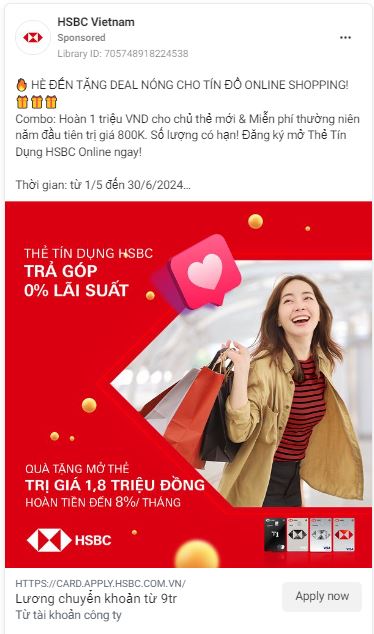 HSBC Vietnam
Sponsored
Library ID: 705748918224538
🔥 HÈ ĐẾN TẶNG DEAL NÓNG CHO TÍN ĐỒ ONLINE SHOPPING!
🎁🎁🎁
Combo: Hoàn 1 triệu VND cho chủ thẻ mới & Miễn phí thường niên
năm đầu tiên trị giá 800K. Số lượng có hạn! Đăng ký mở Thẻ Tín
Dụng HSBC Online ngay!
Thời gian: từ 1/5 đến 30/6/2024...
THẺ TÍN DỤNG HSBC
TRẢ GÓP
0% LÃI SUẤT
QUÀ TẶNG MỞ THẺ
TRỊ GIÁ 1,8 TRIỆU ĐỒNG
HOÀN TIỀN ĐẾN 8%/ THÁNG
HSBC
HTTPS://CARD.APPLY.HSBC.COM.VN/
Lương chuyển khoản từ 9tr
Từ tài khoản công ty
Apply now